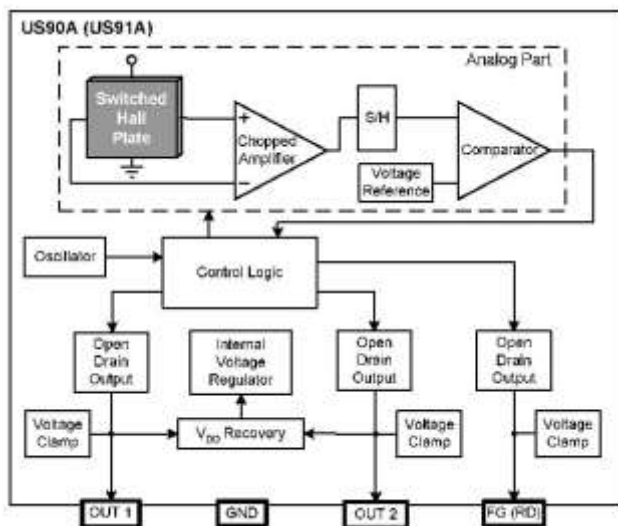 US90A (US91A)
Analog Part
Switched
Hall
Plate
+
Chopped
Amplifier
−
S/H
Voltage
Reference
Comparator
Oscillator
Control Logic
Open
Drain
Output
Internal
Voltage
Regulator
Open
Drain
Output
Open
Drain
Output
Voltage
Clamp
VDD Recovery
Voltage
Clamp
Voltage
Clamp
OUT 1
GND
OUT 2
FG (RD)